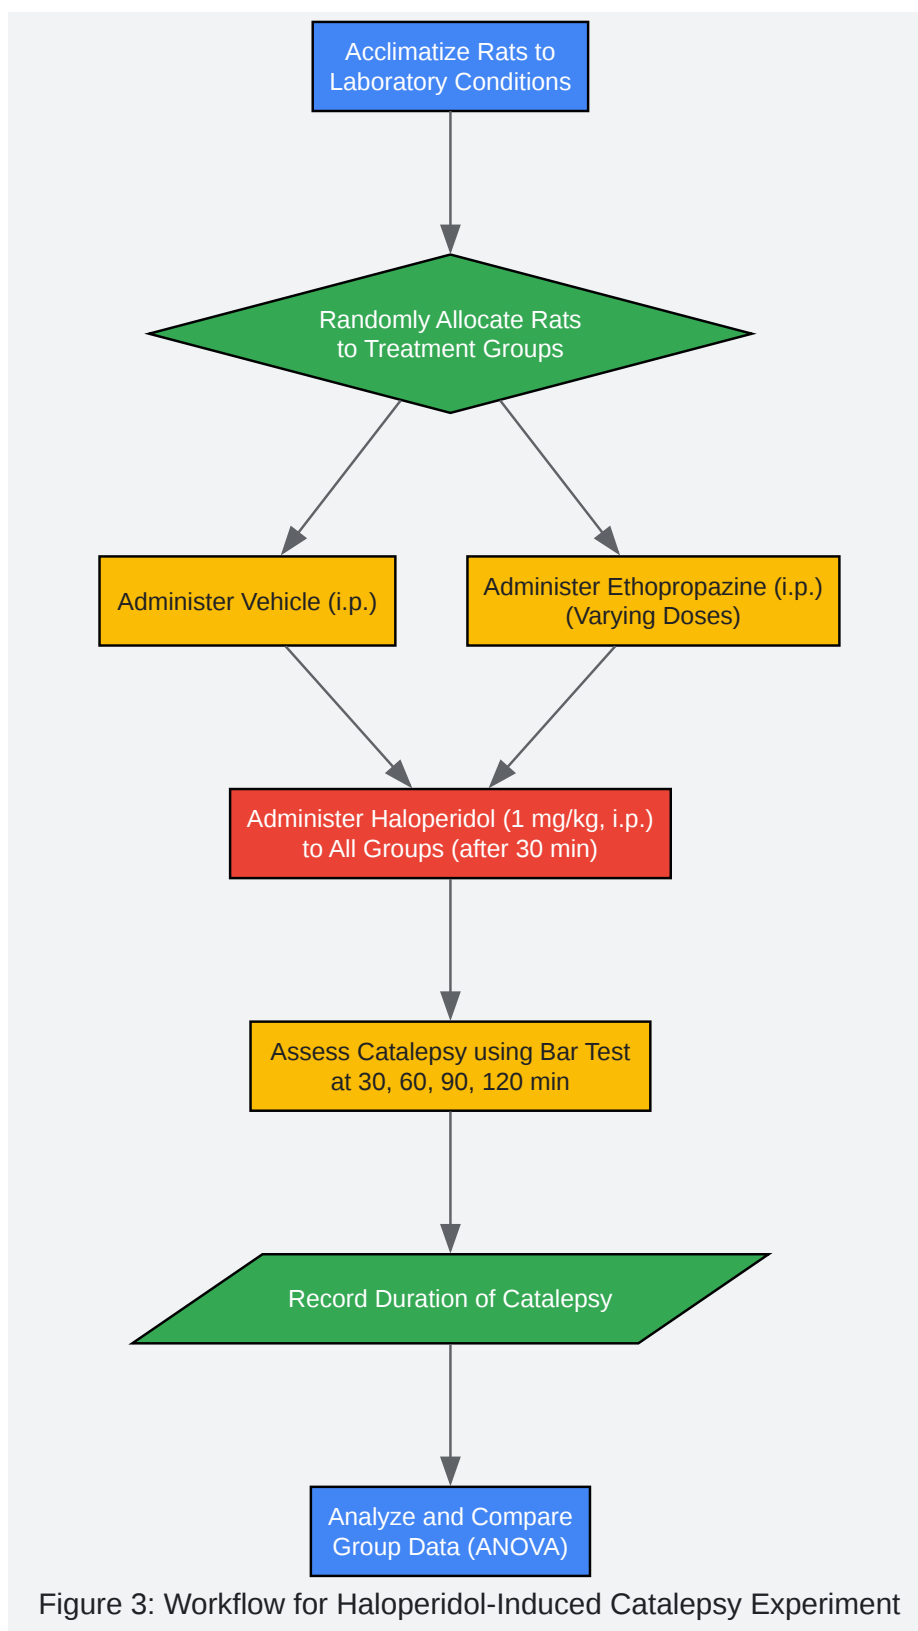 Acclimatize Rats to
Laboratory Conditions
Randomly Allocate Rats
to Treatment Groups
Administer Vehicle (i.p.)
Administer Ethopropazine (i.p.)
(Varying Doses)
Administer Haloperidol (1 mg/kg, i.p.)
to All Groups (after 30 min)
Assess Catalepsy using Bar Test
at 30, 60, 90, 120 min
Record Duration of Catalepsy
Analyze and Compare
Group Data (ANOVA)
Figure 3: Workflow for Haloperidol-Induced Catalepsy Experiment